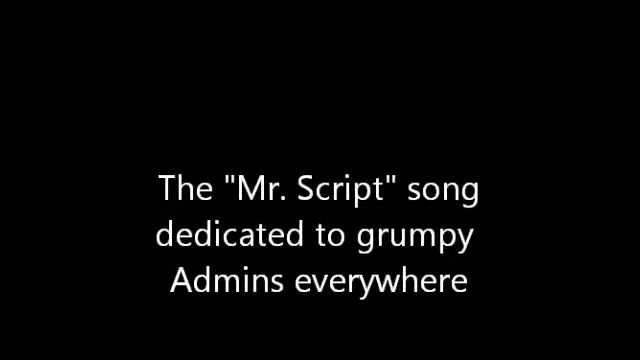 The "Mr. Script" song
dedicated to grumpy
Admins everywhere